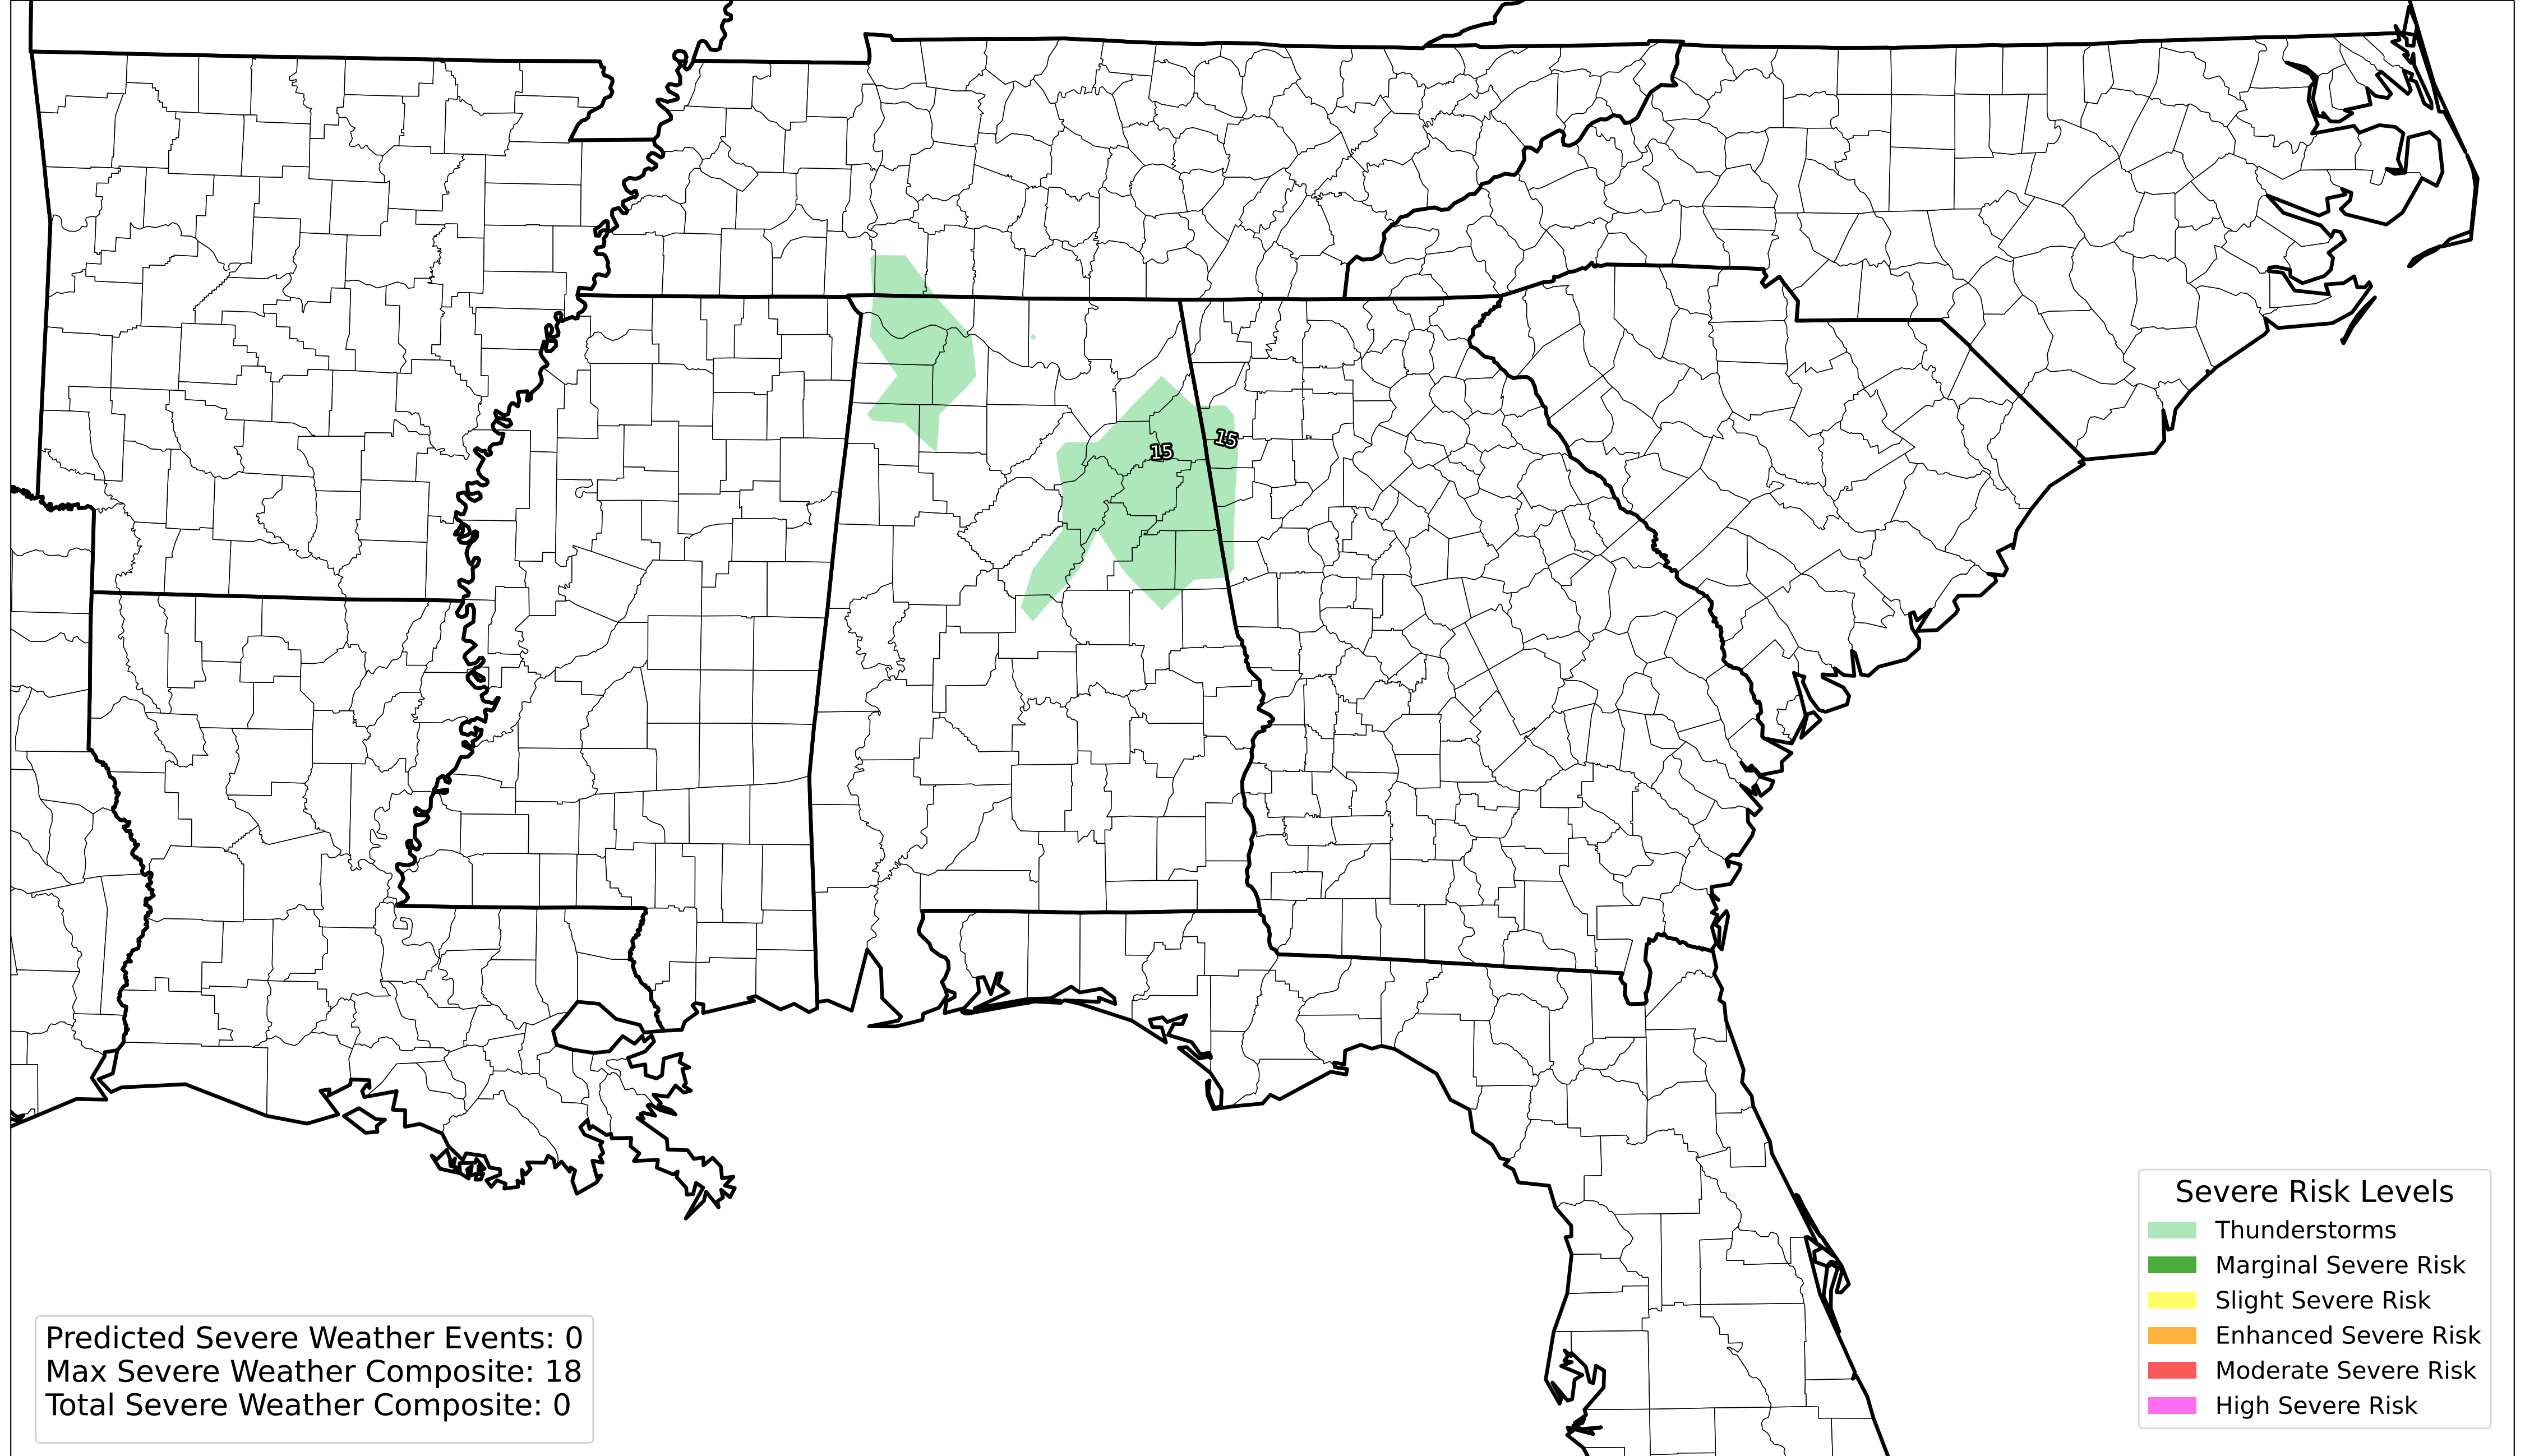 15
15
Severe Risk Levels
Thunderstorms
Marginal Severe Risk
Slight Severe Risk
Enhanced Severe Risk
Moderate Severe Risk
High Severe Risk
Predicted Severe Weather Events: 0
Max Severe Weather Composite: 18
Total Severe Weather Composite: 0